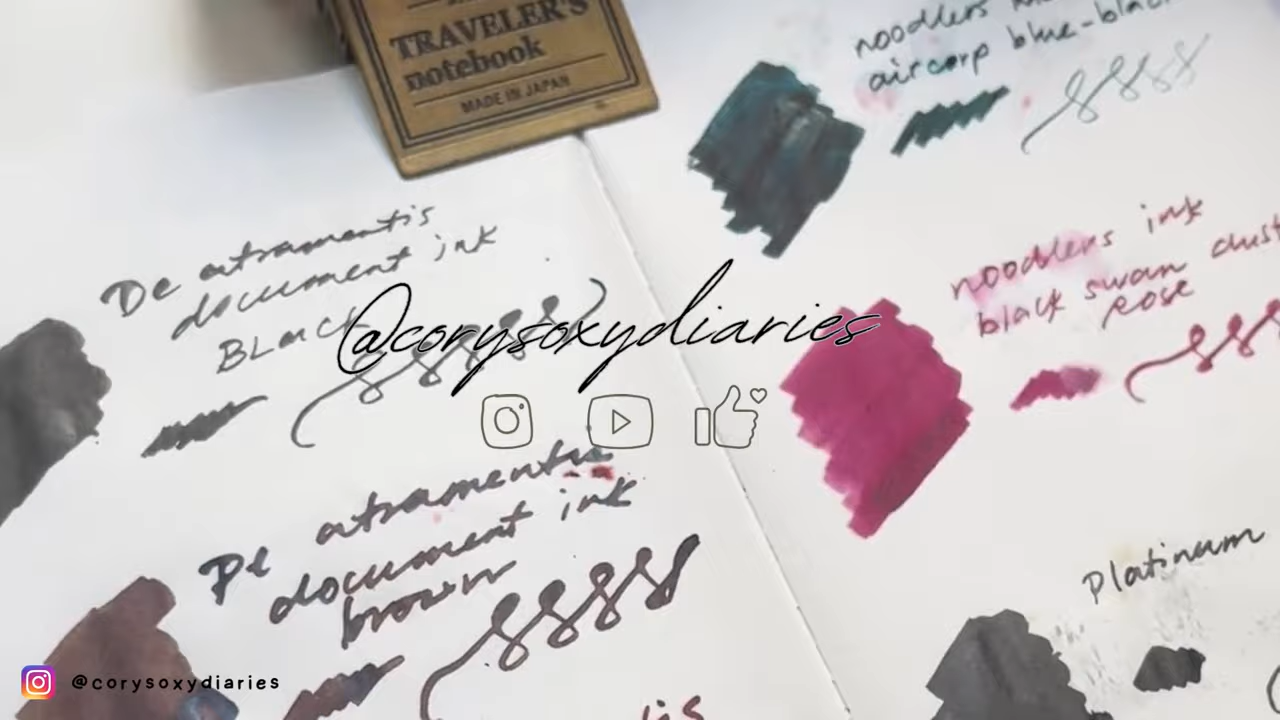 TRAVELER'S
notebook
MADE IN JAPAN
De atramentis
document ink
BLack
De atramentis
document ink
brown
noodlers
aircorp blue-black
noodlers ink
black swan
rose
Platinum
@corysoxydiaries
@corysoxydiaries